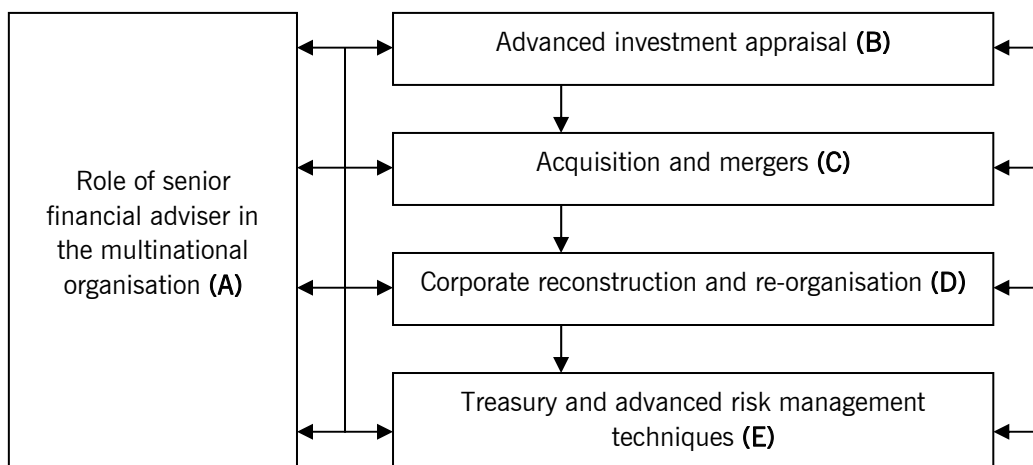 Advanced investment appraisal (B)
Acquisition and mergers (C)
Role of senior
financial adviser in
the multinational
organisation (A)
Corporate reconstruction and re-organisation (D)
Treasury and advanced risk management
techniques (E)